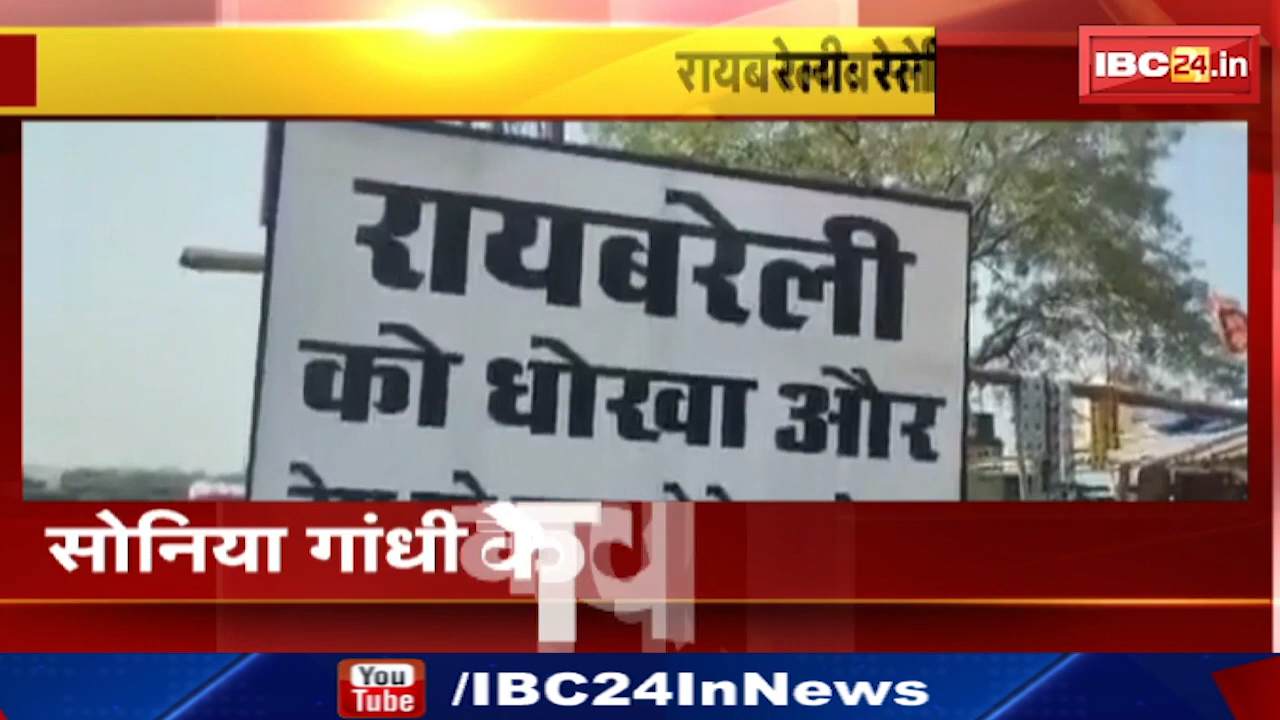 रायबरेली
IBC24.in
रायबरेली
को धोखा और
सोनिया गांधी के
You
Tube
/IBC24InNews